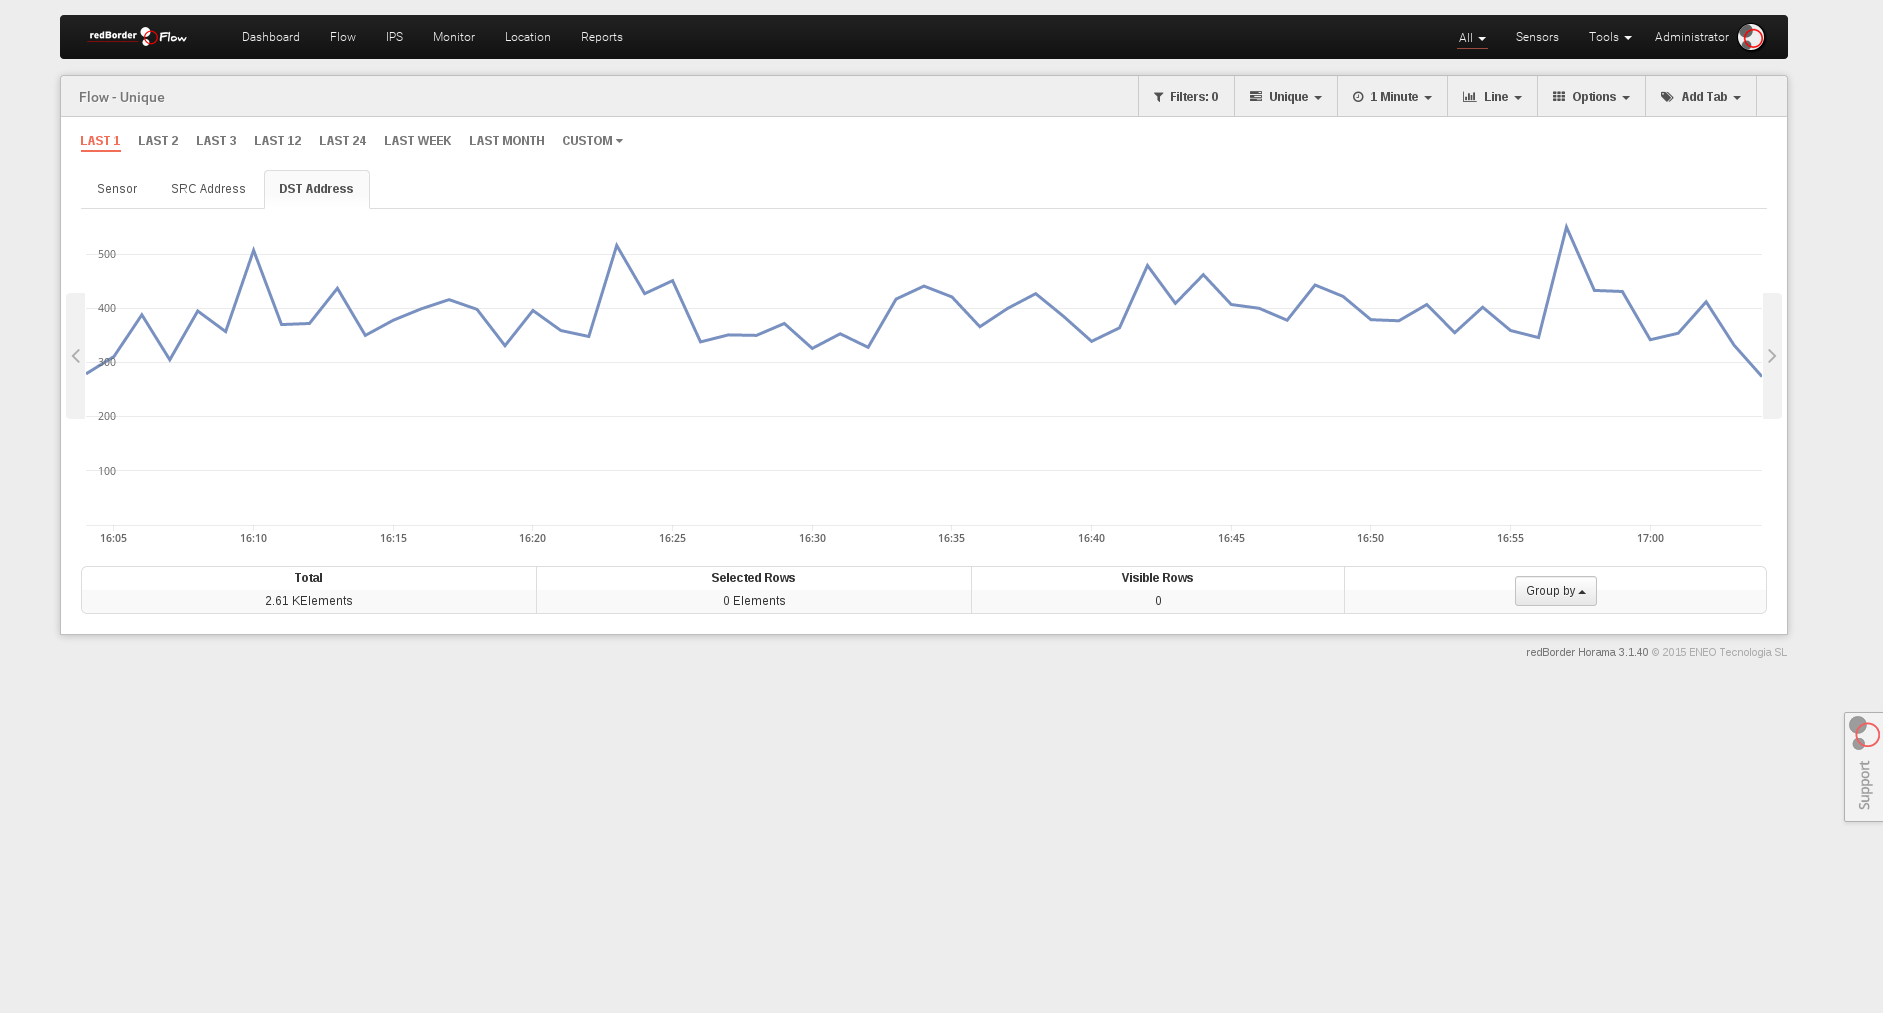 redBorder Flow Dashboard Flow IPS Monitor Location Reports All Sensors Tools Administrator
Flow - Unique Filters: 0 Unique 1 Minute Line Options Add Tab
LAST 1 LAST 2 LAST 3 LAST 12 LAST 24 LAST WEEK LAST MONTH CUSTOM
Sensor SRC Address DST Address
500
400
300
200
100
16:05 16:10 16:15 16:20 16:25 16:30 16:35 16:40 16:45 16:50 16:55 17:00
Total Selected Rows Visible Rows
Group by
2.61 KElements 0 Elements 0
redBorder Horama 3.1.40 © 2015 ENEO Tecnologia SL
Support